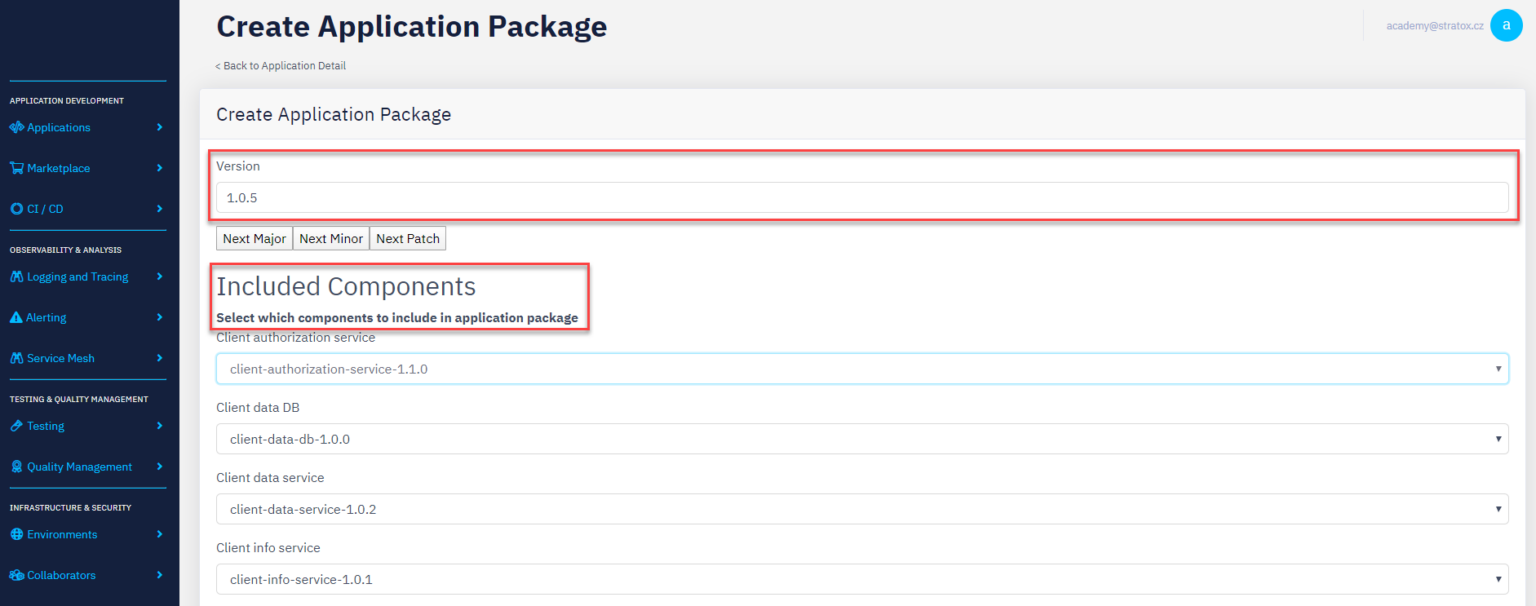 Create Application Package
academy@stratox.cz
a
< Back to Application Detail
APPLICATION DEVELOPMENT
Applications
Marketplace
CI / CD
OBSERVABILITY & ANALYSIS
Logging and Tracing
Alerting
Service Mesh
TESTING & QUALITY MANAGEMENT
Testing
Quality Management
INFRASTRUCTURE & SECURITY
Environments
Collaborators
Create Application Package
Version
1.0.5
Next Major Next Minor Next Patch
Included Components
Select which components to include in application package
Client authorization service
client-authorization-service-1.1.0
Client data DB
client-data-db-1.0.0
Client data service
client-data-service-1.0.2
Client info service
client-info-service-1.0.1